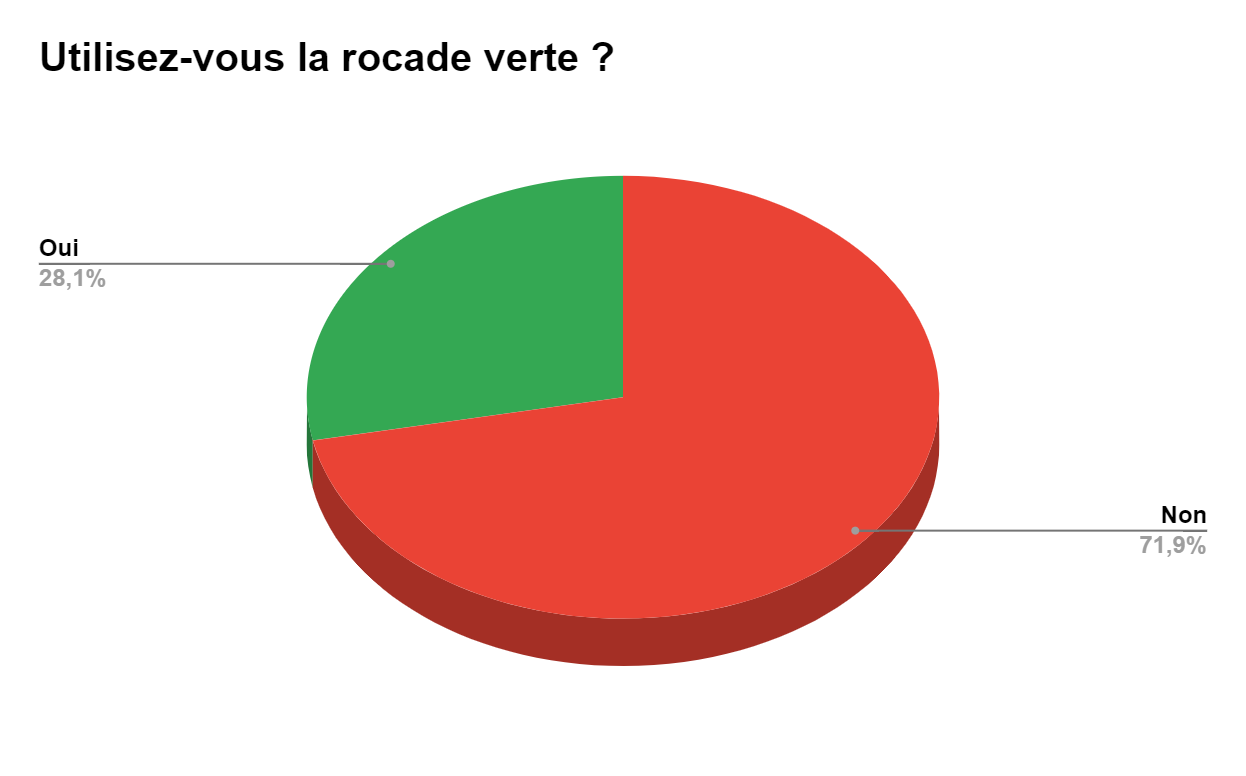 Utilisez-vous la rocade verte ?
Oui
28,1%
Non
71,9%